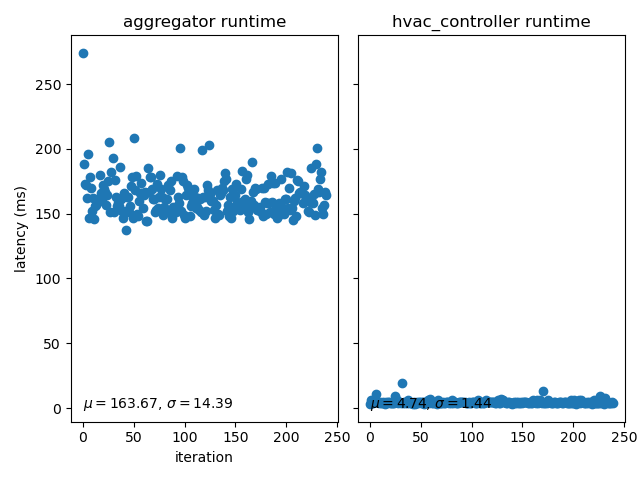 aggregator runtime
hvac_controller runtime
latency (ms)
250
200
150
100
50
0
μ = 163.67, σ = 14.39
μ = 4.74, σ = 1.44
0 50 100 150 200 250
0 50 100 150 200 250
iteration